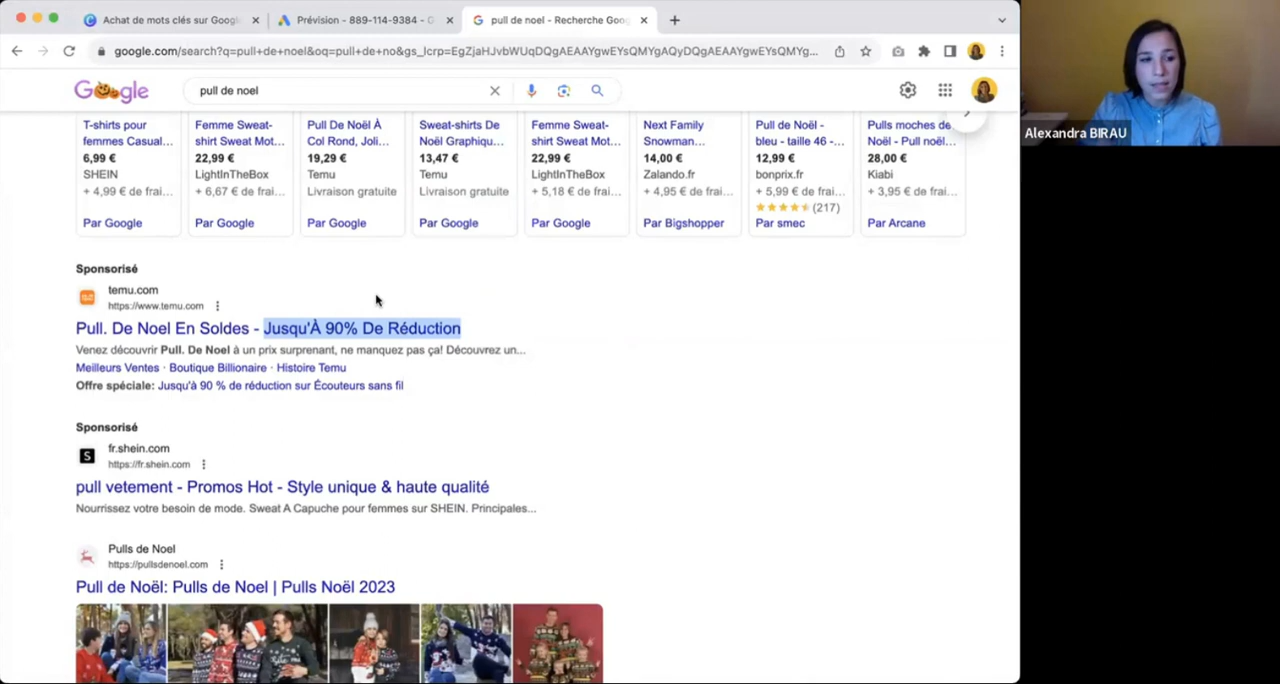 Achat de mots clés sur Google
Prévision - 889-114-9384 - G
pull de noel - Recherche Goog
google.com/search?q=pull+de+noel&oq=pull+de+no&gs_lcrp=EgZjaHJvbWUqDQgAEAAYgwEYsQMYgAQyDQgAEAAYgwEYsQMYg...
Google
pull de noel
T-shirts pour
femmes Casual...
6,99 €
SHEIN
+ 4,99 € de frai...
Par Google
Femme Sweat-
shirt Sweat Mot...
22,99 €
LightInTheBox
+ 6,67 € de frai...
Par Google
Pull De Noël À
Col Rond, Joli...
19,29 €
Temu
Livraison gratuite
Par Google
Sweat-shirts De
Noël Graphiqu...
13,47 €
Temu
Livraison gratuite
Par Google
Femme Sweat-
shirt Sweat Mot...
22,99 €
LightInTheBox
+ 5,18 € de frai...
Par Google
Next Family
Snowman...
14,00 €
Zalando.fr
+ 4,95 € de frai...
Par Bigshopper
Pull de Noël -
bleu - taille 46 -...
12,99 €
bonprix.fr
+ 5,99 € de frai...
(217)
Par smec
Pulls moches de
Noël - Pull noël...
28,00 €
Kiabi
+ 3,95 € de frai...
Par Arcane
Sponsorisé
temu.com
https://www.temu.com
Pull. De Noel En Soldes - Jusqu'À 90% De Réduction
Venez découvrir Pull. De Noel à un prix surprenant, ne manquez pas ça! Découvrez un...
Meilleurs Ventes · Boutique Billionaire · Histoire Temu
Offre spéciale: Jusqu'à 90 % de réduction sur Écouteurs sans fil
Sponsorisé
S
fr.shein.com
https://fr.shein.com
pull vetement - Promos Hot - Style unique & haute qualité
Nourrissez votre besoin de mode. Sweat A Capuche pour femmes sur SHEIN. Principales...
Pulls de Noel
https://pullsdenoel.com
Pull de Noël: Pulls de Noel | Pulls Noël 2023
Alexandra BIRAU